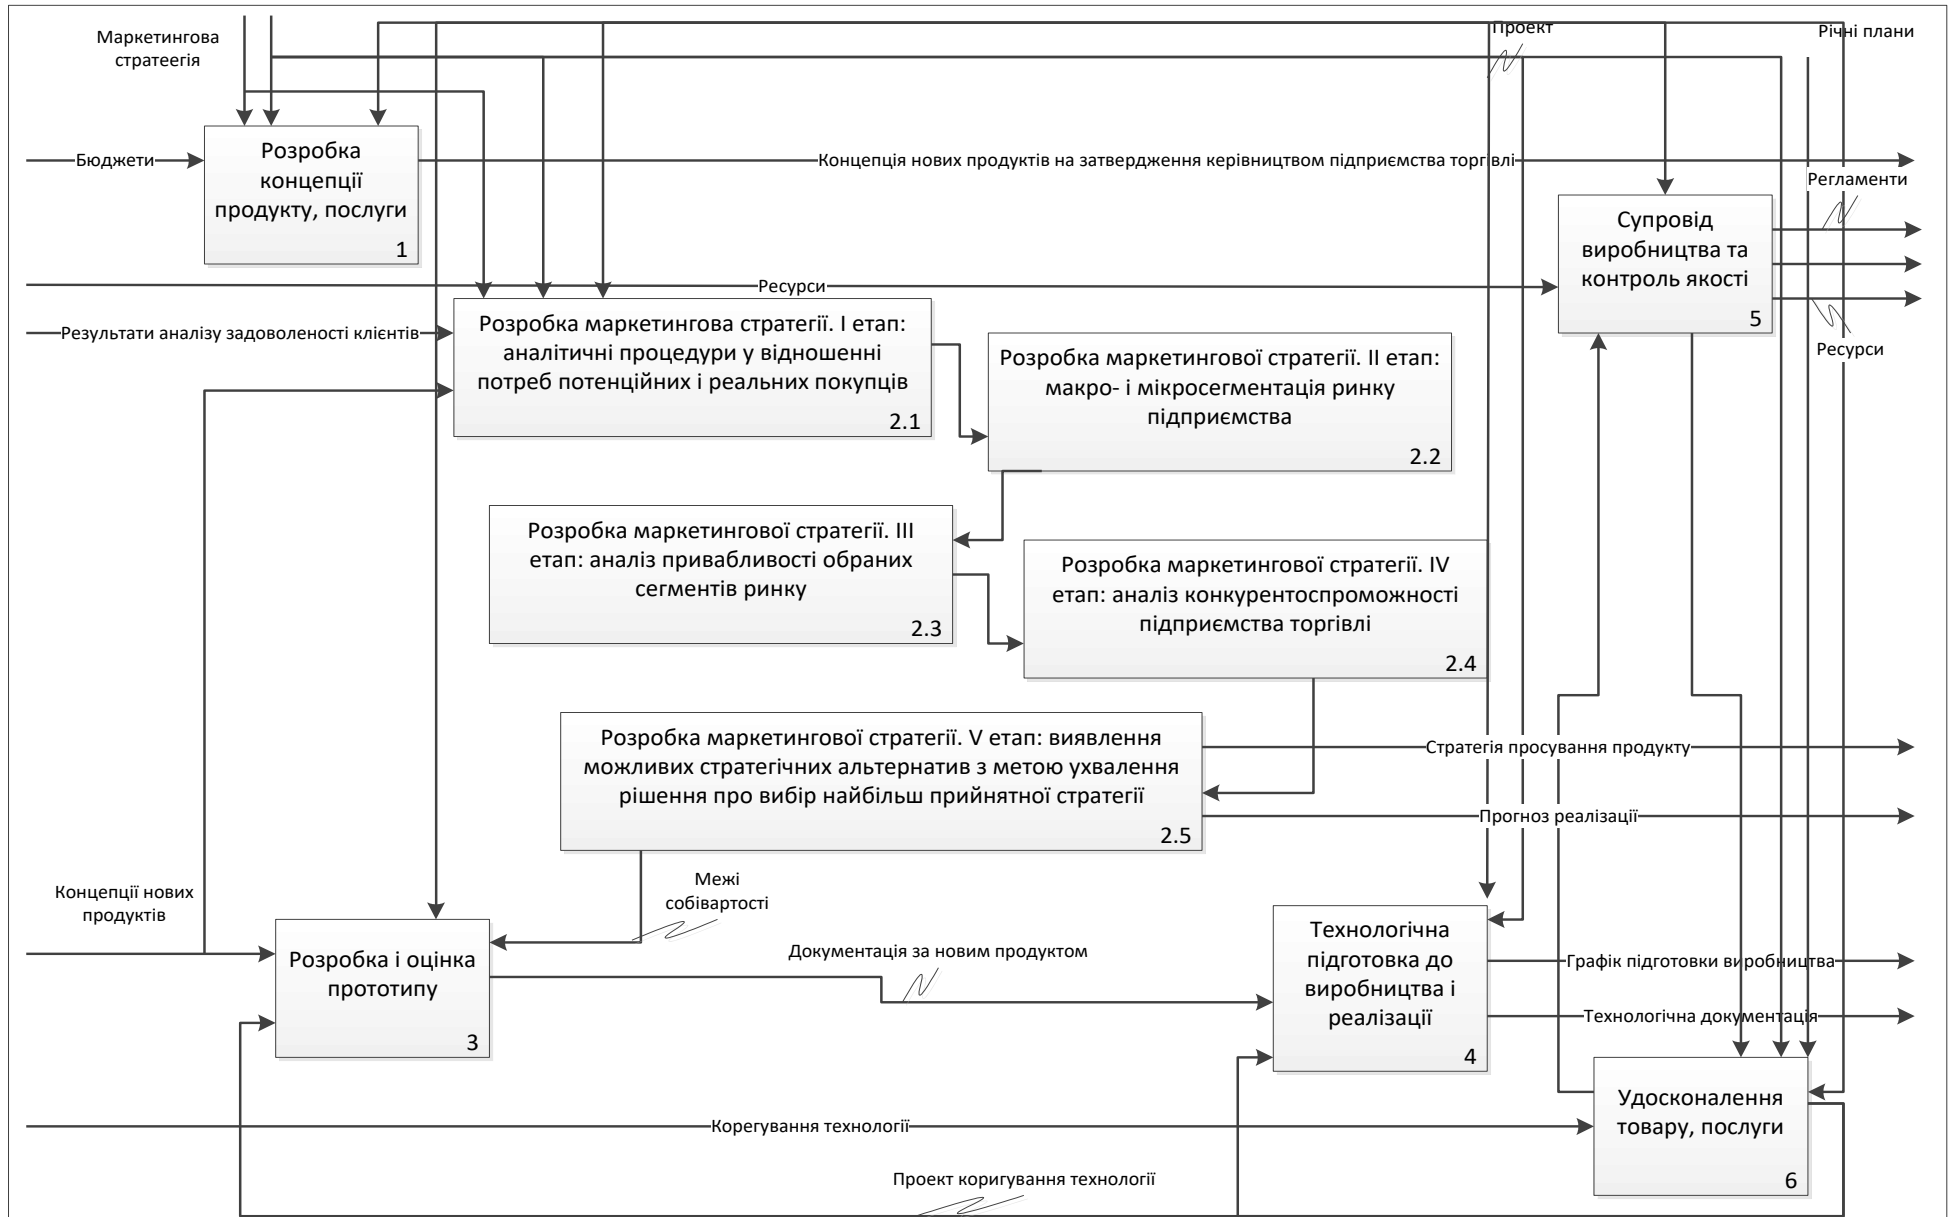 Маркетингова
стратеегія
Проект
Річні плани
Бюджети
Розробка
концепції
продукту, послуги
1
Концепція нових продуктів на затвердження керівництвом підприємства торгівлі
Регламенти
Супровід
виробництва та
контроль якості
5
Ресурси
Ресурси
Результати аналізу задоволеності клієнтів
Розробка маркетингова стратегії. І етап:
аналітичні процедури у відношенні
потреб потенційних і реальних покупців
2.1
Розробка маркетингової стратегії. ІІ етап:
макро- і мікросегментація ринку
підприємства
2.2
Розробка маркетингової стратегії. ІІІ
етап: аналіз привабливості обраних
сегментів ринку
2.3
Розробка маркетингової стратегії. IV
етап: аналіз конкурентоспроможності
підприємства торгівлі
2.4
Розробка маркетингової стратегії. V етап: виявлення
можливих стратегічних альтернатив з метою ухвалення
рішення про вибір найбільш прийнятної стратегії
2.5
Стратегія просування продукту
Прогноз реалізації
Концепції нових
продуктів
Межі
собівартості
Розробка і оцінка
прототипу
3
Документація за новим продуктом
Технологічна
підготовка до
виробництва і
реалізації
4
Графік підготовки виробництва
Технологічна документація
Корегування технології
Удосконалення
товару, послуги
6
Проект коригування технології